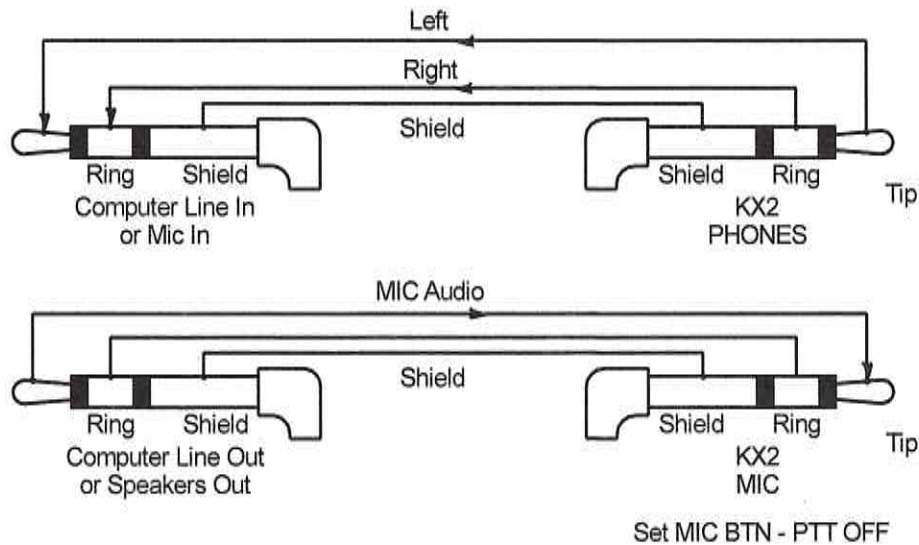 Left
Right
Shield
Ring Shield Shield Ring Tip
Computer Line In
or Mic In
KX2
PHONES
MIC Audio
Shield
Ring Shield Shield Ring Tip
Computer Line Out
or Speakers Out
KX2
MIC
Set MIC BTN - PTT OFF